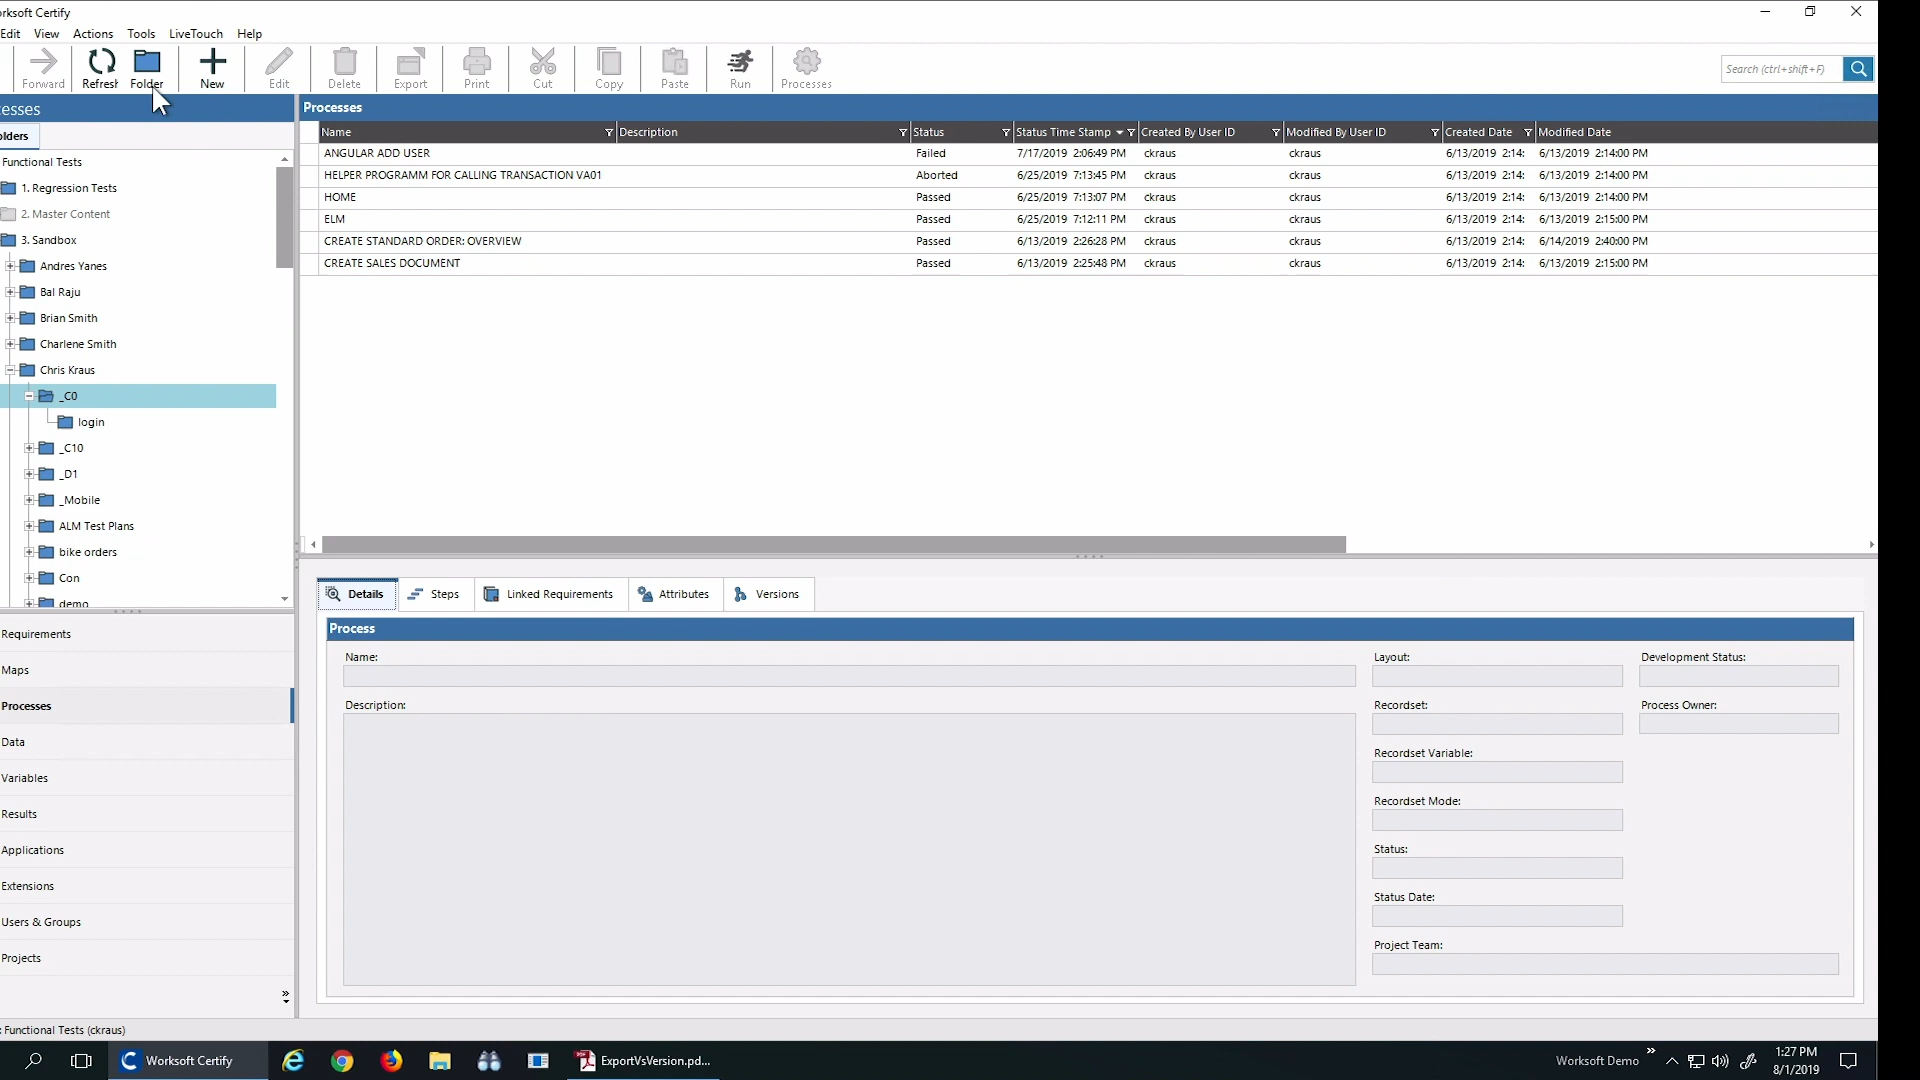 rksoft Certify
Edit View Actions Tools LiveTouch Help
Forward Refresh Folder New Edit Delete Export Print Cut Copy Paste Run Processes
Search (ctrl+shift+F)
esses
Processes
olders
Name Description Status Status Time Stamp Created By User ID Modified By User ID Created Date Modified Date
ANGULAR ADD USER Failed 7/17/2019 2:06:49 PM ckraus ckraus 6/13/2019 2:14: 6/13/2019 2:14:00 PM
HELPER PROGRAMM FOR CALLING TRANSACTION VA01 Aborted 6/25/2019 7:13:45 PM ckraus ckraus 6/13/2019 2:14: 6/13/2019 2:14:00 PM
HOME Passed 6/25/2019 7:13:07 PM ckraus ckraus 6/13/2019 2:14: 6/13/2019 2:14:00 PM
ELM Passed 6/25/2019 7:12:11 PM ckraus ckraus 6/13/2019 2:14: 6/13/2019 2:15:00 PM
CREATE STANDARD ORDER: OVERVIEW Passed 6/13/2019 2:26:28 PM ckraus ckraus 6/13/2019 2:14: 6/14/2019 2:40:00 PM
CREATE SALES DOCUMENT Passed 6/13/2019 2:25:48 PM ckraus ckraus 6/13/2019 2:14: 6/13/2019 2:15:00 PM
Functional Tests
1. Regression Tests
2. Master Content
3. Sandbox
Andres Yanes
Bal Raju
Brian Smith
Charlene Smith
Chris Kraus
_C0
login
_C10
_D1
_Mobile
ALM Test Plans
bike orders
Con
demo
Requirements
Maps
Processes
Data
Variables
Results
Applications
Extensions
Users & Groups
Projects
Details Steps Linked Requirements Attributes Versions
Process
Name: Layout: Development Status:
Description: Recordset: Process Owner:
Recordset Variable:
Recordset Mode:
Status:
Status Date:
Project Team:
: Functional Tests (ckraus)
Worksoft Certify ExportVsVersion.pd... Worksoft Demo 1:27 PM
8/1/2019